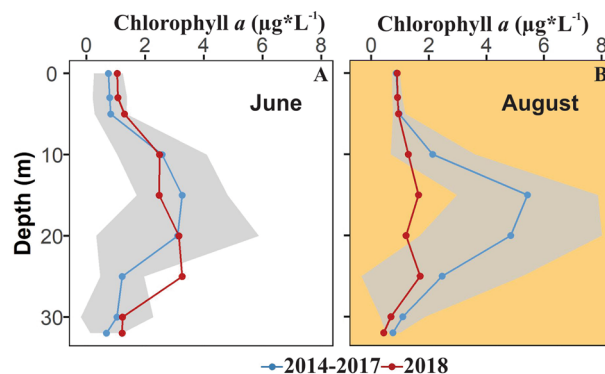 Chlorophyll a (µg*L-1) Chlorophyll a (µg*L-1)
0 2 4 6 8 0 2 4 6 8
A B
June August
Depth (m)
0
10
20
30
2014-2017 2018